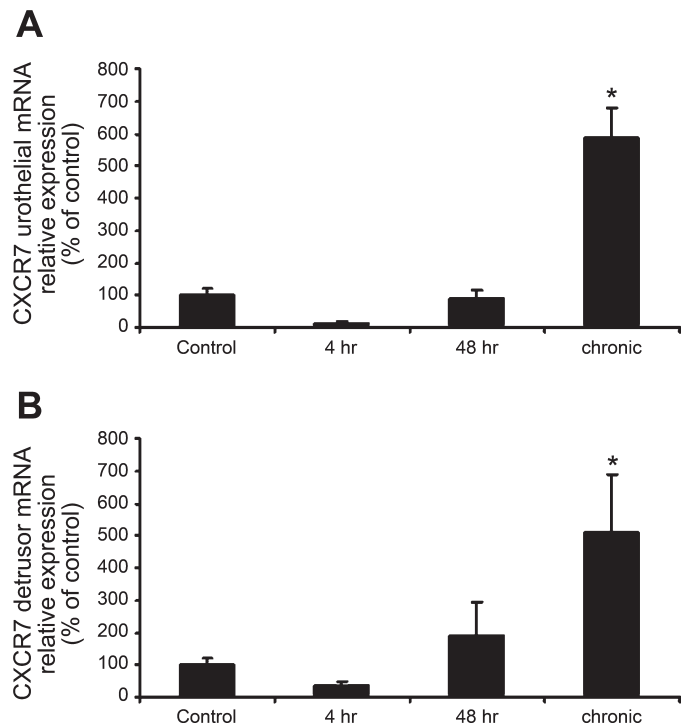 A
CXCR7 urothelial mRNA
relative expression
(% of control)
800
700
600
500
400
300
200
100
0
*
Control
4 hr
48 hr
chronic
B
CXCR7 detrusor mRNA
relative expression
(% of control)
800
700
600
500
400
300
200
100
0
*
Control
4 hr
48 hr
chronic